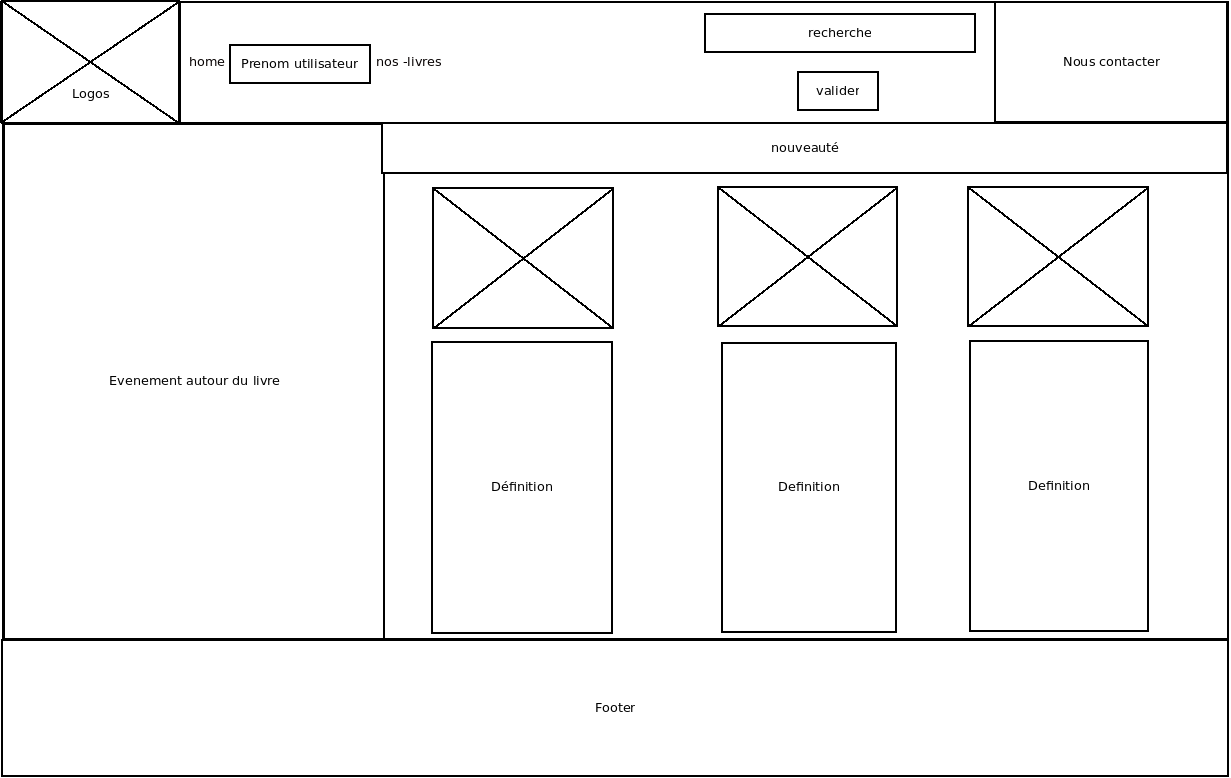 Logos
home
Prenom utilisateur
nos -livres
recherche
valider
Nous contacter
nouveauté
Evenement autour du livre
Définition
Definition
Definition
Footer